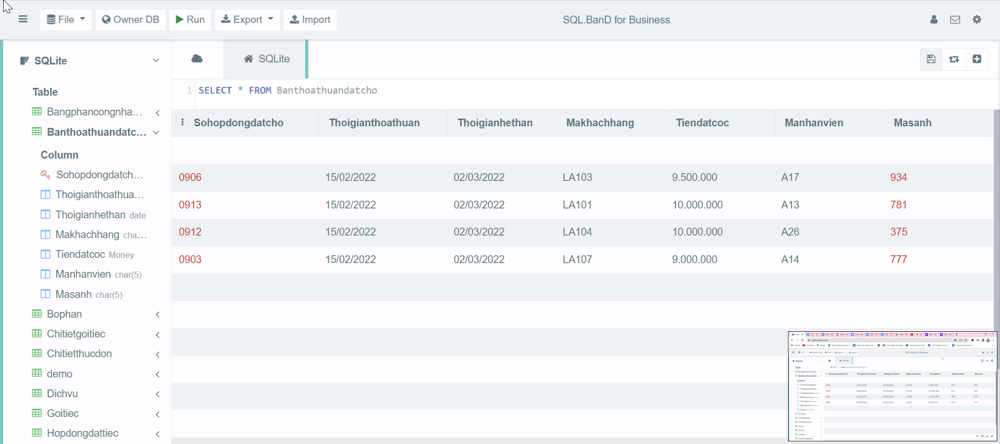 File
Owner DB
Run
Export
Import
SQL.BanD for Business
SQLite
SQLite
Table
Bangphancongnha...
Banthoathuandatc...
Column
Sohopdongdatch...
Thoigianthoathua...
Thoigianhethan date
Makhachhang cha...
Tiendatcoc Money
Manhanvien char(5)
Masanh char(5)
Bophan
Chitietgoitiec
Chitietthucdon
demo
Dichvu
Goitiec
Hopdongdattiec
1 SELECT * FROM Banthoathuandatcho
Sohopdongdatcho Thoigianthoathuan Thoigianhethan Makhachhang Tiendatcoc Manhanvien Masanh
0906 15/02/2022 02/03/2022 LA103 9.500.000 A17 934
0913 15/02/2022 02/03/2022 LA101 10.000.000 A13 781
0912 15/02/2022 02/03/2022 LA104 10.000.000 A26 375
0903 15/02/2022 02/03/2022 LA107 9.000.000 A14 777